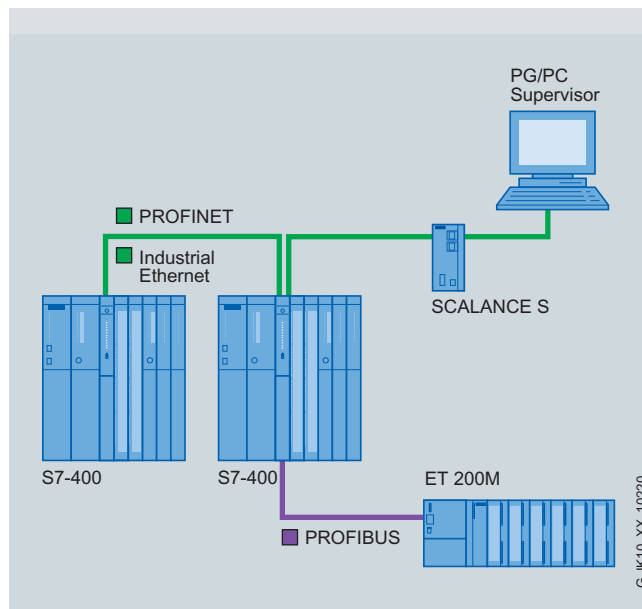 PG/PC
Supervisor
PROFINET
Industrial
Ethernet
SCALANCE S
S7-400
S7-400
ET 200M
PROFIBUS